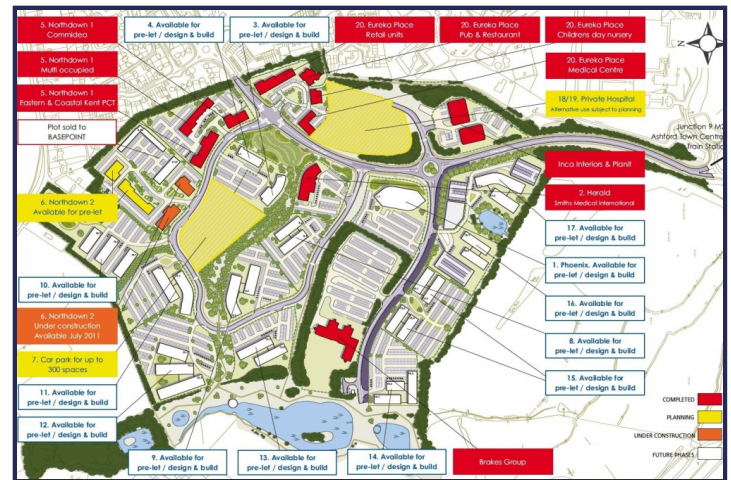 5. Northdown 1
Commidea
4. Available for
pre-let / design & build
3. Available for
pre-let / design & build
20. Eureka Place
Retail units
20. Eureka Place
Pub & Restaurant
20. Eureka Place
Childrens day nursery
N
5. Northdown 1
Multi occupied
20. Eureka Place
Medical Centre
5. Northdown 1
Eastern & Coastal Kent PCT
18/19. Private Hospital
Alternative use subject to planning
Plot sold to
BASEPOINT
Junction 9 M
Ashford Town Centre
Train Stati
Inca Interiors & Planit
2. Herald
Smiths Medical International
6. Northdown 2
Available for pre-let
17. Available for
pre-let / design & build
1. Phoenix. Available for
pre-let / design & build
10. Available for
pre-let / design & build
16. Available for
pre-let / design & build
6. Northdown 2
Under construction
Available July 2011
8. Available for
pre-let / design & build
7. Car park for up to
300 spaces
15. Available for
pre-let / design & build
11. Available for
pre-let / design & build
12. Available for
pre-let / design & build
9. Available for
pre-let / design & build
13. Available for
pre-let / design & build
14. Available for
pre-let / design & build
Brakes Group
COMPLETED
PLANNING
UNDER CONSTRUCTION
FUTURE PHASES